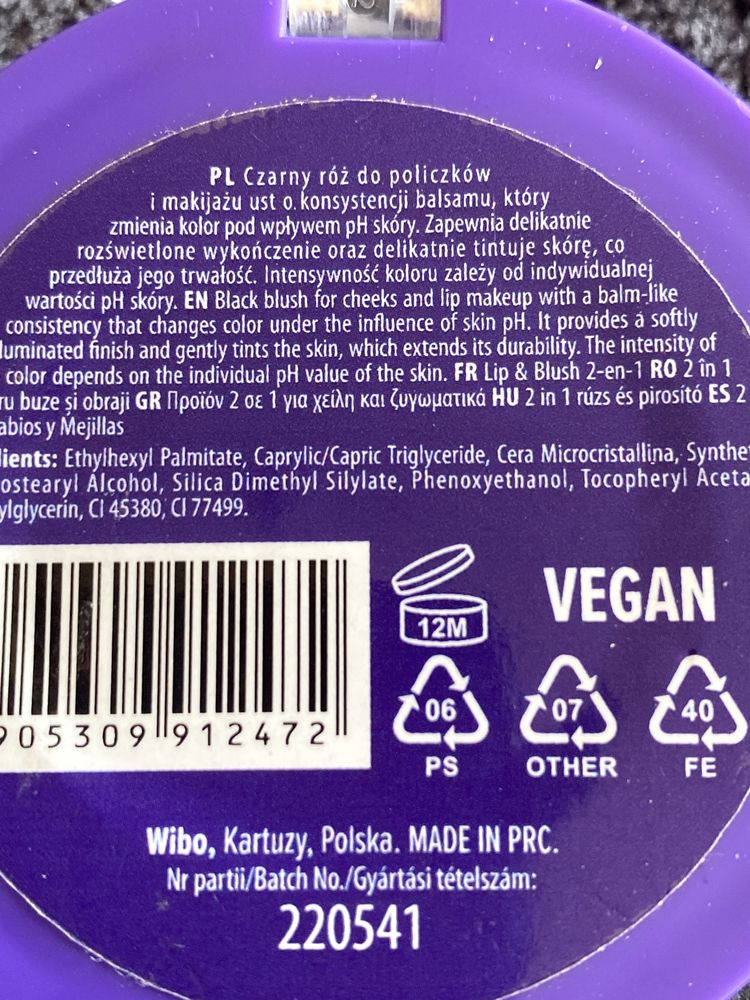 PL Czarny róż do policzków
i makijażu ust o konsystencji balsamu, który
zmienia kolor pod wpływem pH skóry. Zapewnia delikatnie
rozświetlone wykończenie oraz delikatnie tintuje skórę, co
przedłuża jego trwałość. Intensywność koloru zależy od indywidualnej
wartości pH skóry. EN Black blush for cheeks and lip makeup with a balm-like
consistency that changes color under the influence of skin pH. It provides a softly
luminated finish and gently tints the skin, which extends its durability. The intensity of
color depends on the individual pH value of the skin. FR Lip & Blush 2-en-1 RO 2 în 1
ru buze și obraji GR Προϊόν 2 σε 1 για χείλη και ζυγωματικά HU 2 in 1 rúzs és pirosító ES 2
abios y Mejillas
dients: Ethylhexyl Palmitate, Caprylic/Capric Triglyceride, Cera Microcristallina, Synthe
ostearyl Alcohol, Silica Dimethyl Silylate, Phenoxyethanol, Tocopheryl Aceta
ylglycerin, CI 45380, CI 77499.
12M
VEGAN
905309 912472
06
PS
07
OTHER
40
FE
Wibo, Kartuzy, Polska. MADE IN PRC.
Nr partii/Batch No./Gyártási tételszám:
220541